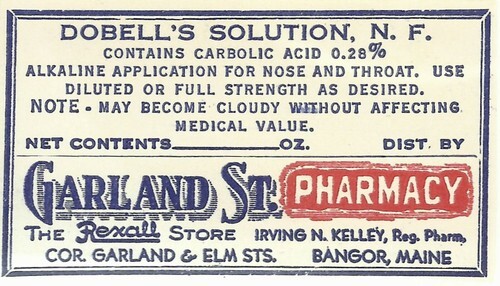 DOBELL'S SOLUTION, N. F.
CONTAINS CARBOLIC ACID 0.28%
ALKALINE APPLICATION FOR NOSE AND THROAT. USE
DILUTED OR FULL STRENGTH AS DESIRED.
NOTE - MAY BECOME CLOUDY WITHOUT AFFECTING
MEDICAL VALUE.
NET CONTENTS__________OZ. DIST. BY
GARLAND ST. PHARMACY
THE Rexall STORE IRVING N. KELLEY, Reg. Pharm,
COR. GARLAND & ELM STS. BANGOR, MAINE